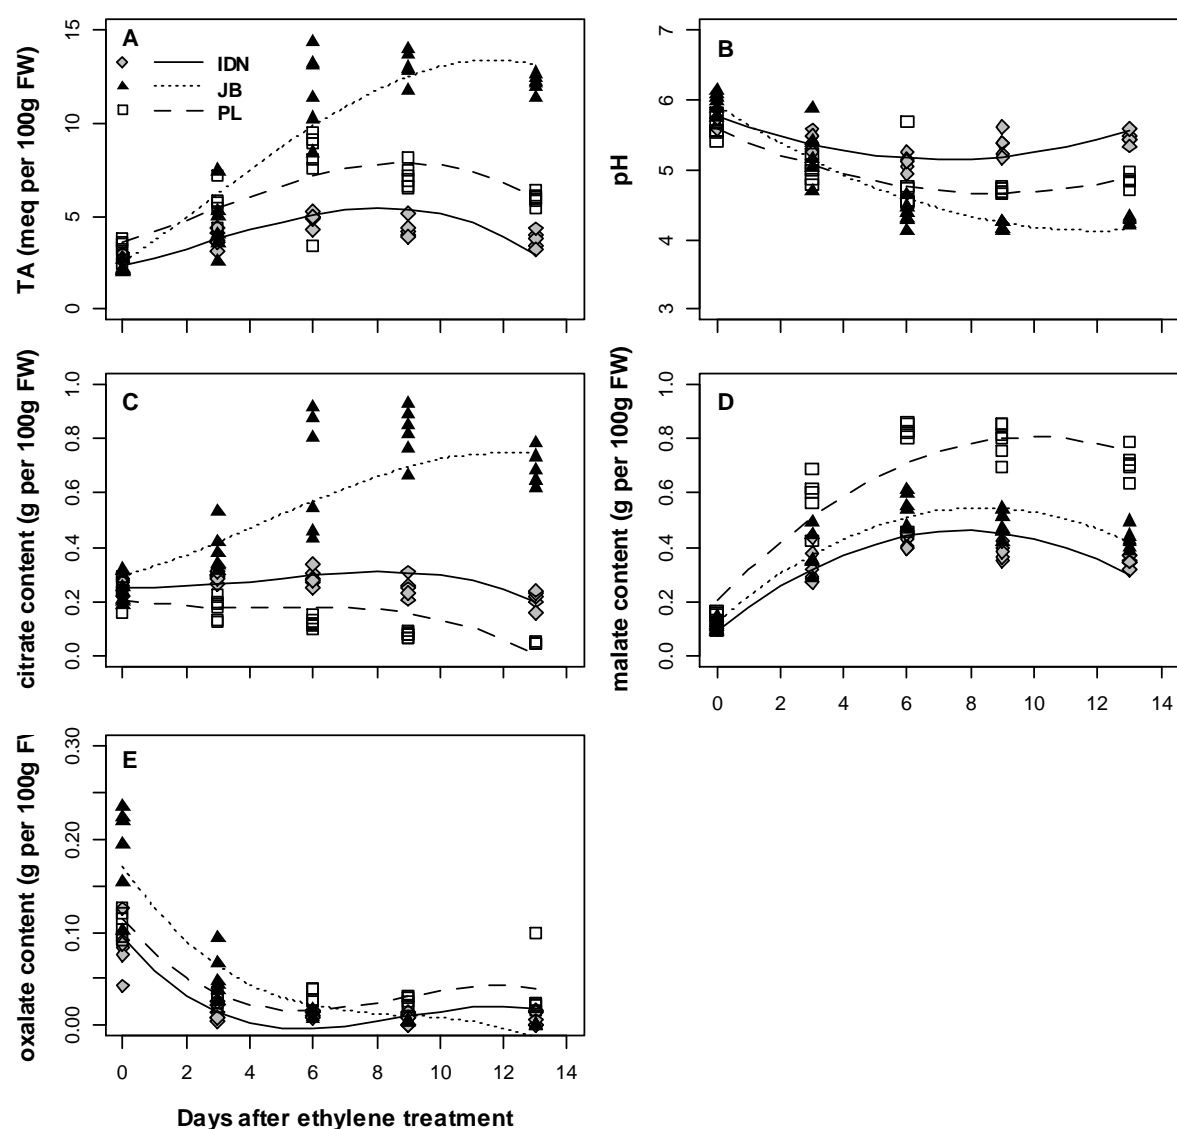 A
IDN
JB
PL
TA (meq per 100g FW)
0 5 10 15
B
pH
3 4 5 6 7
C
citrate content (g per 100g FW)
0.0 0.2 0.4 0.6 0.8 1.0
D
malate content (g per 100g FW)
0.0 0.2 0.4 0.6 0.8 1.0
0 2 4 6 8 10 12 14
E
oxalate content (g per 100g
0.00 0.10 0.20 0.30
0 2 4 6 8 10 12 14
Days after ethylene treatment